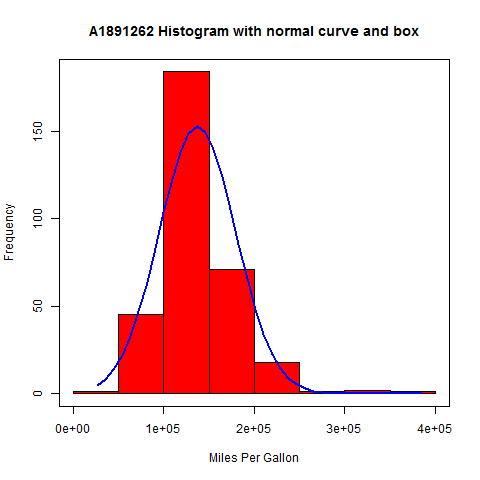 A1891262 Histogram with normal curve and box
Frequency
150
100
50
0
0e+00 1e+05 2e+05 3e+05 4e+05
Miles Per Gallon